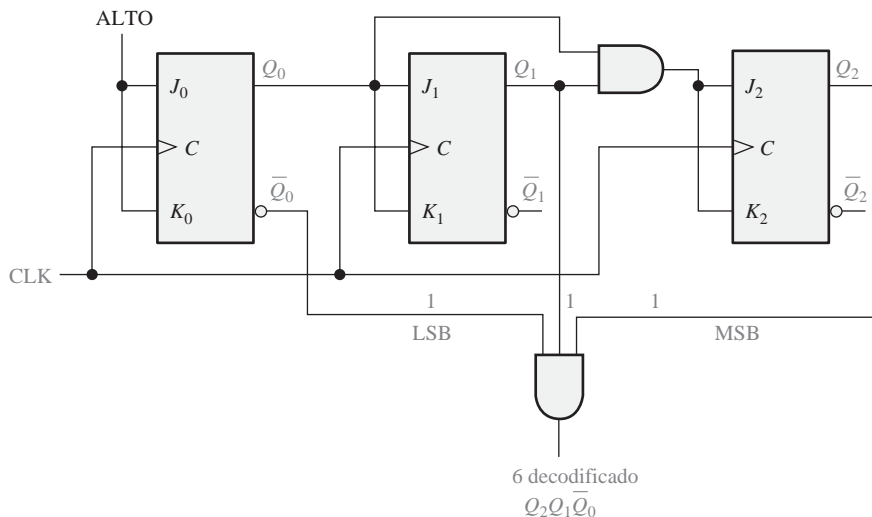 ALTO
Q₀ Q₁ Q₂
J₀ J₁ J₂
C C C
Q̅₀ Q̅₁ Q̅₂
K₀ K₁ K₂
CLK
1 1 1
LSB MSB
6 decodificado
Q₂Q₁Q̅₀